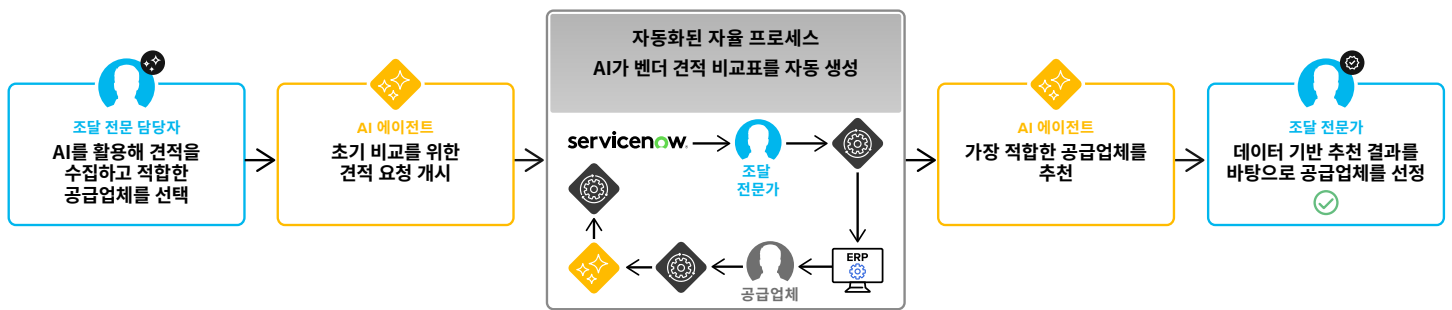 조달 전문 담당자
AI를 활용해 견적을
수집하고 적합한
공급업체를 선택
AI 에이전트
초기 비교를 위한
견적 요청 개시
자동화된 자율 프로세스
AI가 벤더 견적 비교표를 자동 생성
servicenow
조달
전문가
ERP
공급업체
AI 에이전트
가장 적합한 공급업체를
추천
조달 전문가
데이터 기반 추천 결과를
바탕으로 공급업체를 선정